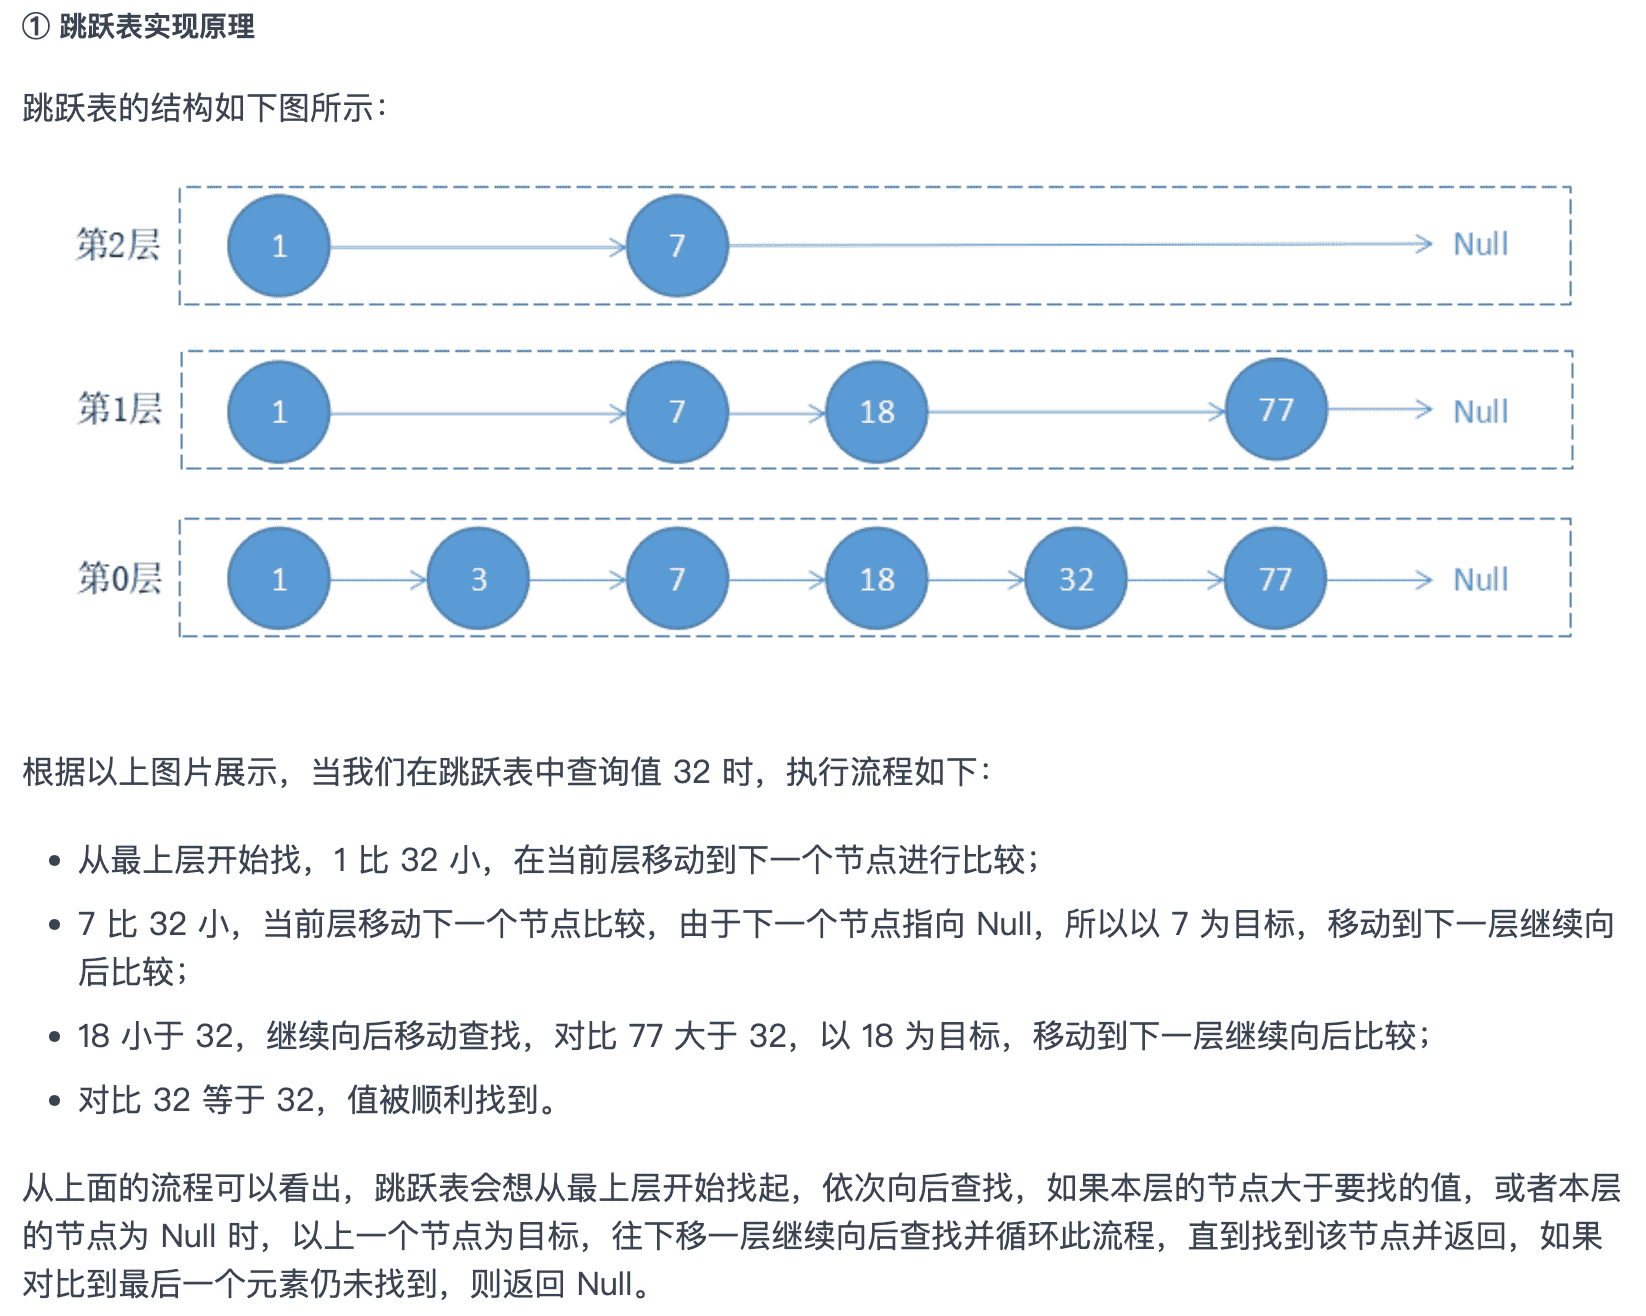 ① 跳跃表实现原理
跳跃表的结构如下图所示：
第2层 1 7 Null
第1层 1 7 18 77 Null
第0层 1 3 7 18 32 77 Null
根据以上图片展示，当我们在跳跃表中查询值 32 时，执行流程如下：
• 从最上层开始找，1 比 32 小，在当前层移动到下一个节点进行比较；
• 7 比 32 小，当前层移动下一个节点比较，由于下一个节点指向 Null，所以以 7 为目标，移动到下一层继续向
后比较；
• 18 小于 32，继续向后移动查找，对比 77 大于 32，以 18 为目标，移动到下一层继续向后比较；
• 对比 32 等于 32，值被顺利找到。
从上面的流程可以看出，跳跃表会想从最上层开始找起，依次向后查找，如果本层的节点大于要找的值，或者本层
的节点为 Null 时，以上一个节点为目标，往下移一层继续向后查找并循环此流程，直到找到该节点并返回，如果
对比到最后一个元素仍未找到，则返回 Null。